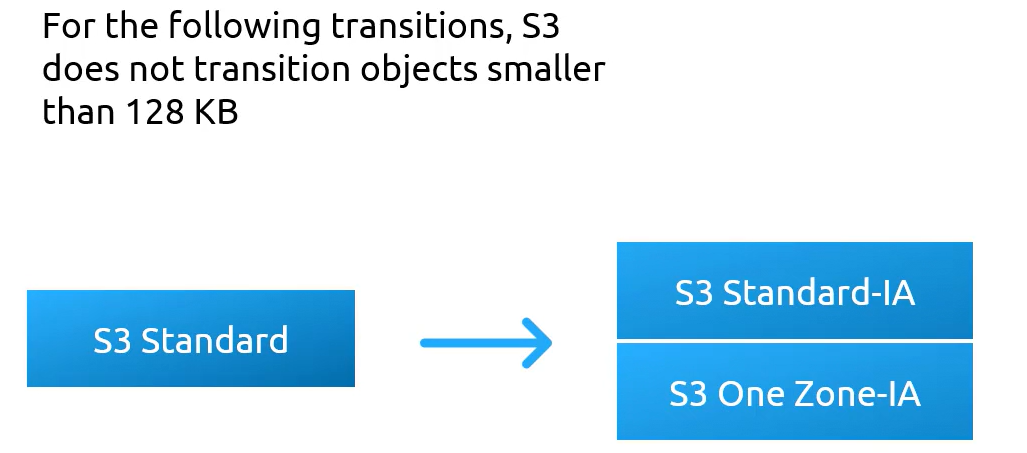 For the following transitions, S3
does not transition objects smaller
than 128 KB
S3 Standard
S3 Standard-IA
S3 One Zone-IA